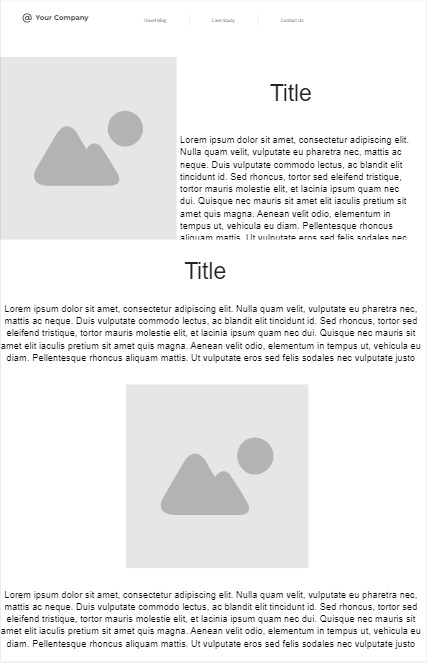 @ Your Company
Travel Blog
Case Study
Contact Us
Title
Lorem ipsum dolor sit amet, consectetur adipiscing elit.
Nulla quam velit, vulputate eu pharetra nec, mattis ac
neque. Duis vulputate commodo lectus, ac blandit elit
tincidunt id. Sed rhoncus, tortor sed eleifend tristique,
tortor mauris molestie elit, et lacinia ipsum quam nec
dui. Quisque nec mauris sit amet elit iaculis pretium sit
amet quis magna. Aenean velit odio, elementum in
tempus ut, vehicula eu diam. Pellentesque rhoncus
aliquam mattis. Ut vulputate eros sed felis sodales nec
Title
Lorem ipsum dolor sit amet, consectetur adipiscing elit. Nulla quam velit, vulputate eu pharetra nec,
mattis ac neque. Duis vulputate commodo lectus, ac blandit elit tincidunt id. Sed rhoncus, tortor sed
eleifend tristique, tortor mauris molestie elit, et lacinia ipsum quam nec dui. Quisque nec mauris sit
amet elit iaculis pretium sit amet quis magna. Aenean velit odio, elementum in tempus ut, vehicula eu
diam. Pellentesque rhoncus aliquam mattis. Ut vulputate eros sed felis sodales nec vulputate justo
Lorem ipsum dolor sit amet, consectetur adipiscing elit. Nulla quam velit, vulputate eu pharetra nec,
mattis ac neque. Duis vulputate commodo lectus, ac blandit elit tincidunt id. Sed rhoncus, tortor sed
eleifend tristique, tortor mauris molestie elit, et lacinia ipsum quam nec dui. Quisque nec mauris sit
amet elit iaculis pretium sit amet quis magna. Aenean velit odio, elementum in tempus ut, vehicula eu
diam. Pellentesque rhoncus aliquam mattis. Ut vulputate eros sed felis sodales nec vulputate justo